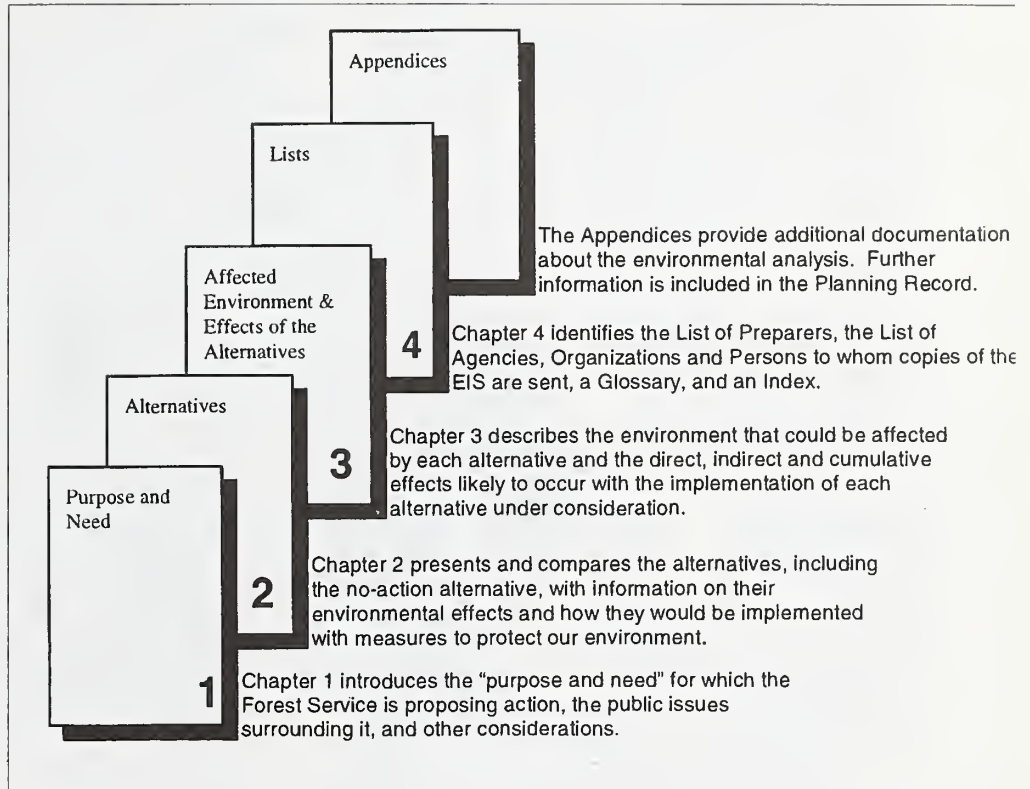 Appendices
The Appendices provide additional documentation
about the environmental analysis. Further
information is included in the Planning Record.
Lists
4
Chapter 4 identifies the List of Preparers, the List of
Agencies, Organizations and Persons to whom copies of the
EIS are sent, a Glossary, and an Index.
Affected
Environment &
Effects of the
Alternatives
3
Chapter 3 describes the environment that could be affected
by each alternative and the direct, indirect and cumulative
effects likely to occur with the implementation of each
alternative under consideration.
Alternatives
2
Chapter 2 presents and compares the alternatives, including
the no-action alternative, with information on their
environmental effects and how they would be implemented
with measures to protect our environment.
Purpose and
Need
1
Chapter 1 introduces the “purpose and need” for which the
Forest Service is proposing action, the public issues
surrounding it, and other considerations.